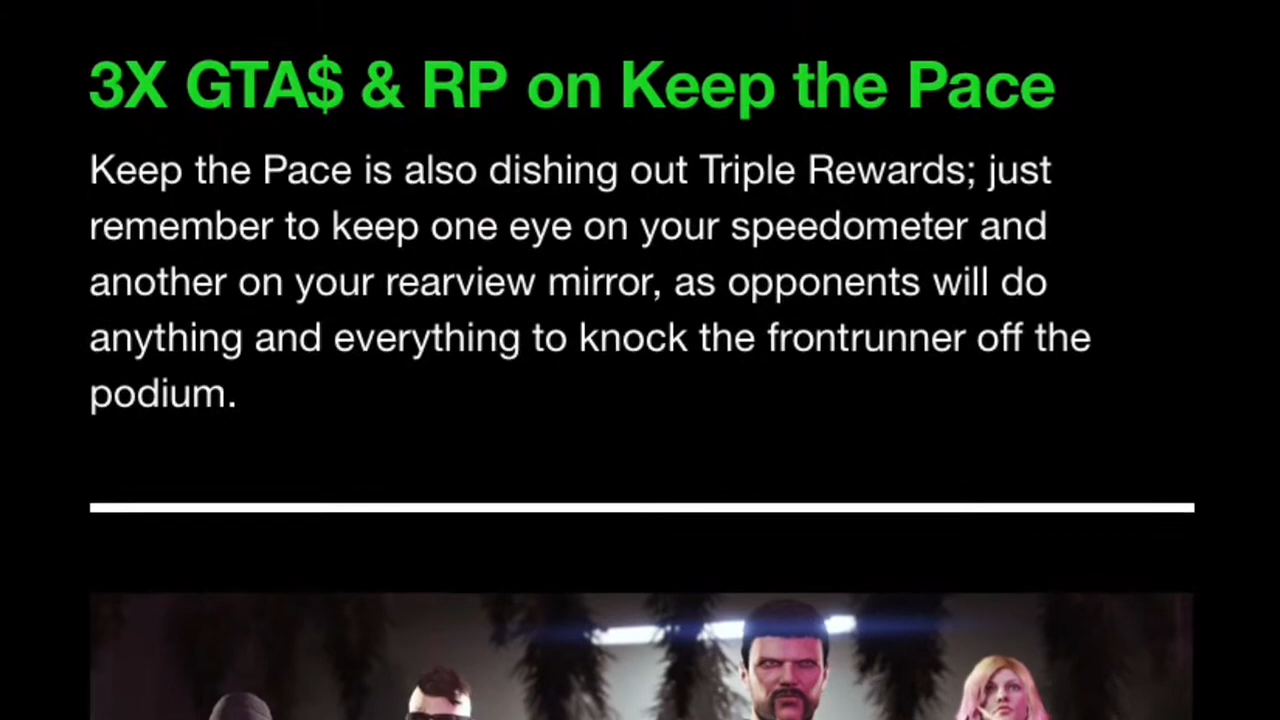 3X GTA$ & RP on Keep the Pace
Keep the Pace is also dishing out Triple Rewards; just
remember to keep one eye on your speedometer and
another on your rearview mirror, as opponents will do
anything and everything to knock the frontrunner off the
podium.